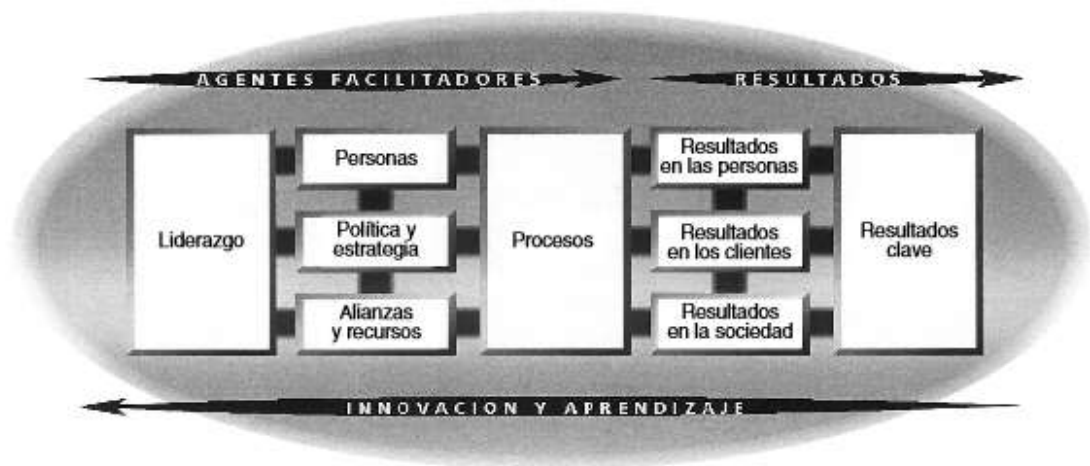 AGENTES FACILITADORES
RESULTADOS
Liderazgo
Personas
Política y
estrategia
Alianzas
y recursos
Procesos
Resultados
en las personas
Resultados
en los clientes
Resultados
en la sociedad
Resultados
clave
INNOVACION Y APRENDIZAJE